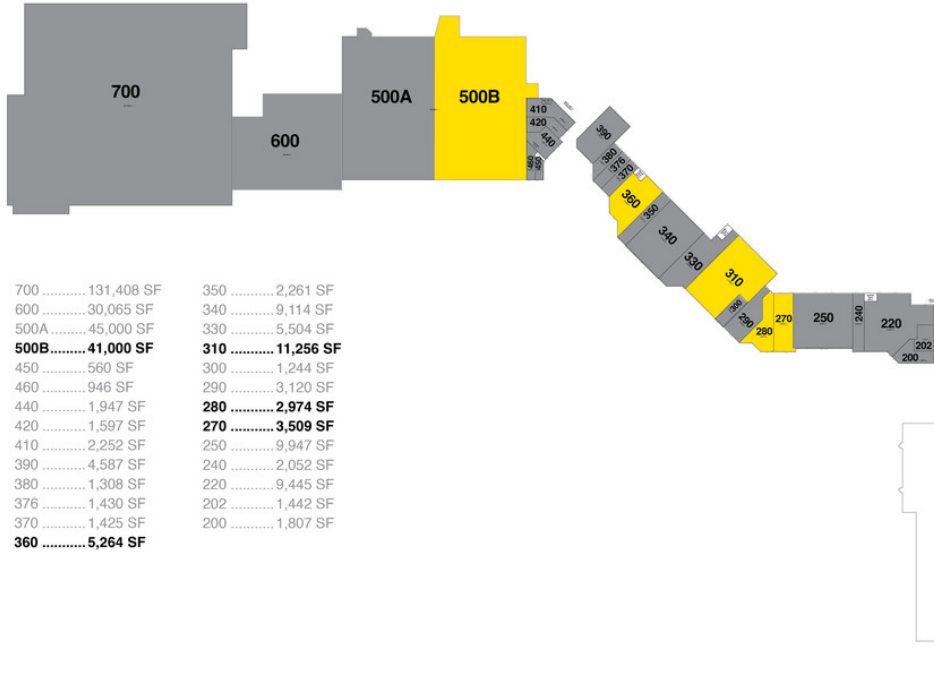 700
600
500A
500B
410
420
440
460
450
390
380
376
370
360
350
340
330
310
300
290
280
270
250
240
220
202
200
700 .......... 131,408 SF
600 .......... 30,065 SF
500A ......... 45,000 SF
500B......... 41,000 SF
450 ........... 560 SF
460 ........... 946 SF
440 ........... 1,947 SF
420 ........... 1,597 SF
410 ........... 2,252 SF
390 ........... 4,587 SF
380 ........... 1,308 SF
376 ........... 1,430 SF
370 ........... 1,425 SF
360 ........... 5,264 SF
350 ........... 2,261 SF
340 ........... 9,114 SF
330 ........... 5,504 SF
310 ........... 11,256 SF
300 ........... 1,244 SF
290 ........... 3,120 SF
280 ........... 2,974 SF
270 ........... 3,509 SF
250 ........... 9,947 SF
240 ........... 2,052 SF
220 ........... 9,445 SF
202 ........... 1,442 SF
200 ........... 1,807 SF